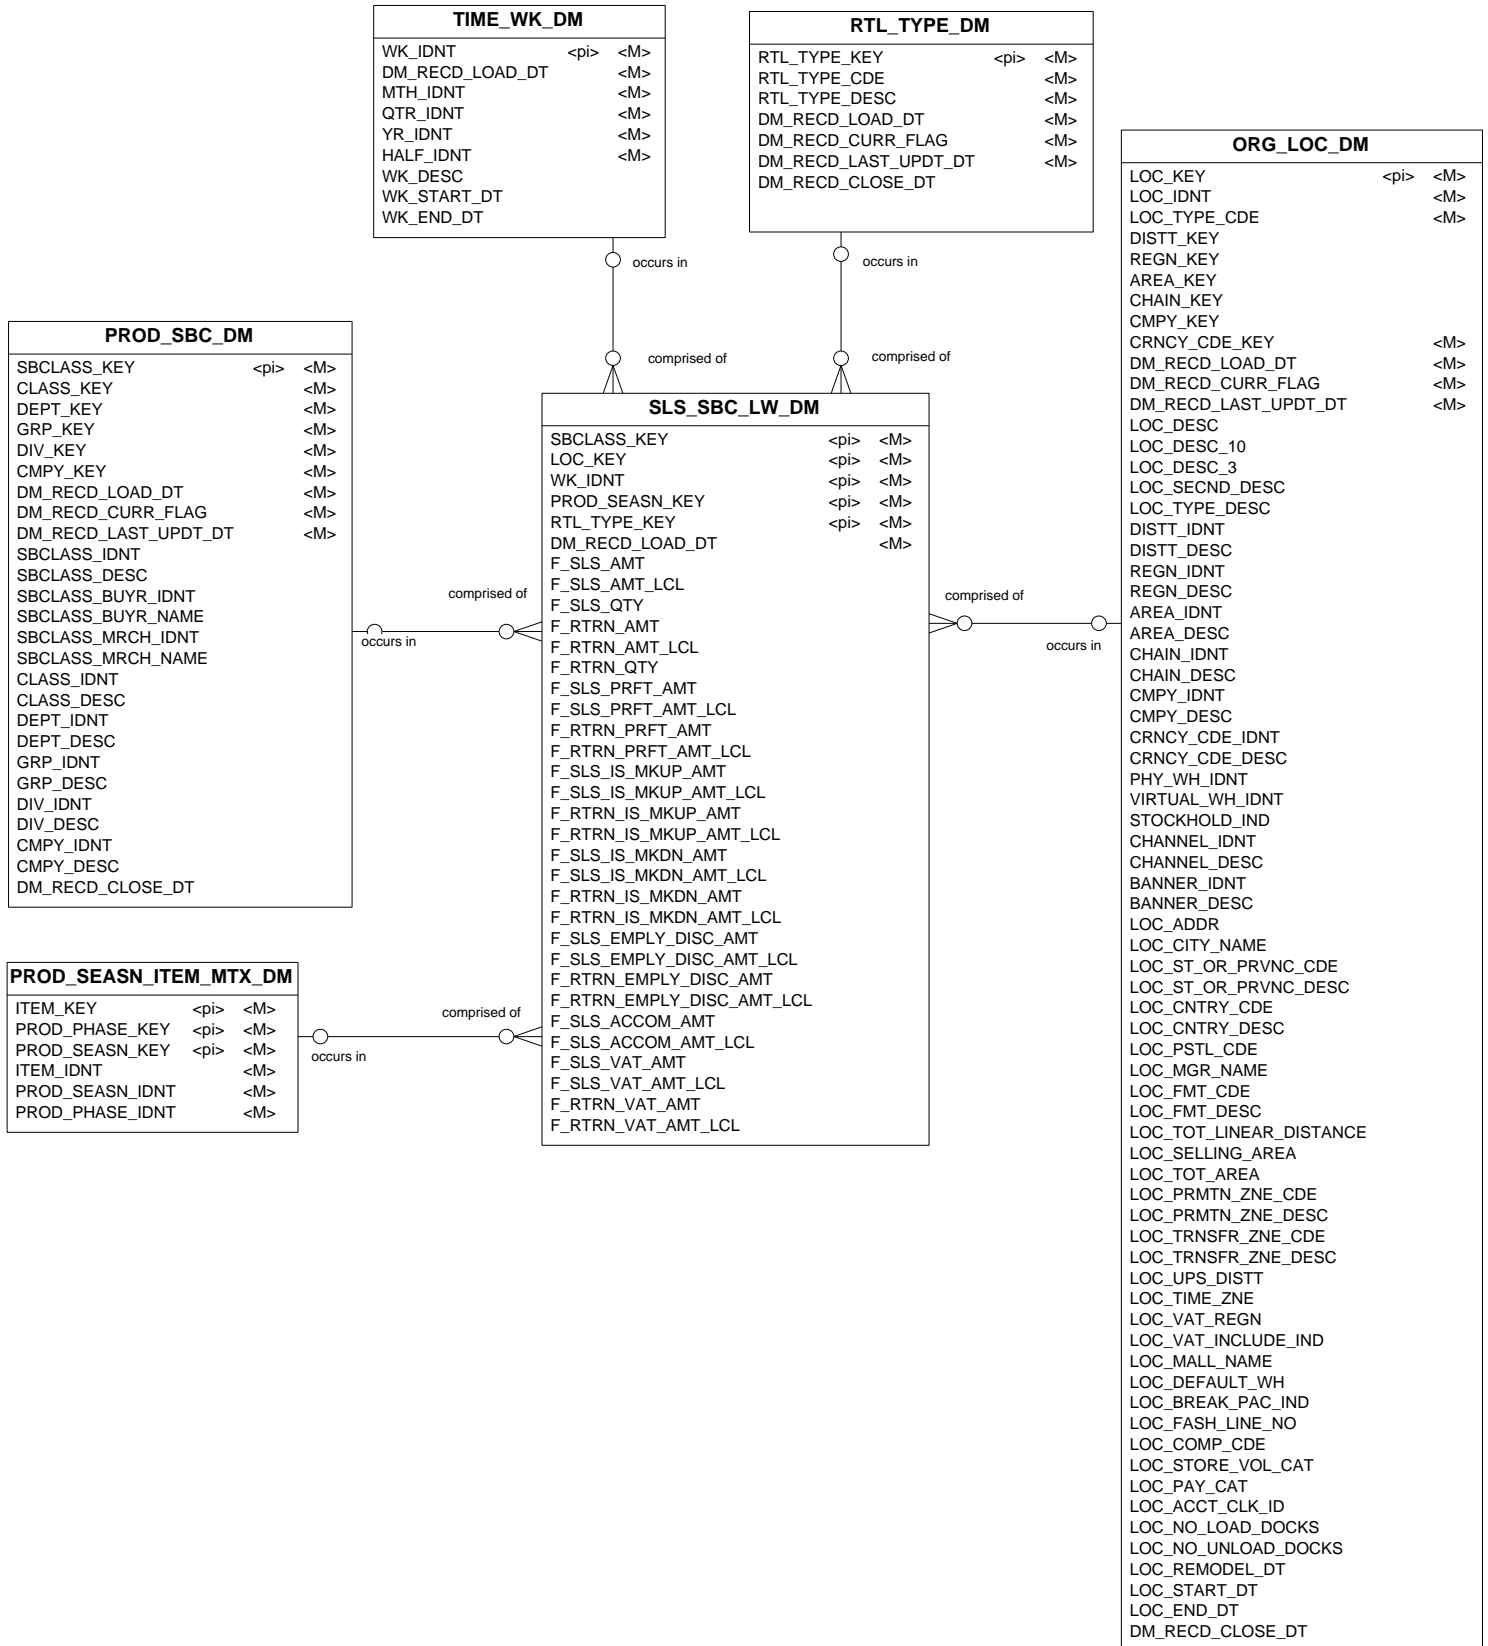 TIME_WK_DM
WK_IDNT <pi> <M>
DM_RECD_LOAD_DT <M>
MTH_IDNT <M>
QTR_IDNT <M>
YR_IDNT <M>
HALF_IDNT <M>
WK_DESC
WK_START_DT
WK_END_DT
occurs in
comprised of
RTL_TYPE_DM
RTL_TYPE_KEY <pi> <M>
RTL_TYPE_CDE <M>
RTL_TYPE_DESC <M>
DM_RECD_LOAD_DT <M>
DM_RECD_CURR_FLAG <M>
DM_RECD_LAST_UPDT_DT <M>
DM_RECD_CLOSE_DT
occurs in
comprised of
PROD_SBC_DM
SBCLASS_KEY <pi> <M>
CLASS_KEY <M>
DEPT_KEY <M>
GRP_KEY <M>
DIV_KEY <M>
CMPY_KEY <M>
DM_RECD_LOAD_DT <M>
DM_RECD_CURR_FLAG <M>
DM_RECD_LAST_UPDT_DT <M>
SBCLASS_IDNT
SBCLASS_DESC
SBCLASS_BUYR_IDNT
SBCLASS_BUYR_NAME
SBCLASS_MRCH_IDNT
SBCLASS_MRCH_NAME
CLASS_IDNT
CLASS_DESC
DEPT_IDNT
DEPT_DESC
GRP_IDNT
GRP_DESC
DIV_IDNT
DIV_DESC
CMPY_IDNT
CMPY_DESC
DM_RECD_CLOSE_DT
occurs in
comprised of
PROD_SEASN_ITEM_MTX_DM
ITEM_KEY <pi> <M>
PROD_PHASE_KEY <pi> <M>
PROD_SEASN_KEY <pi> <M>
ITEM_IDNT <M>
PROD_SEASN_IDNT <M>
PROD_PHASE_IDNT <M>
occurs in
comprised of
SLS_SBC_LW_DM
SBCLASS_KEY <pi> <M>
LOC_KEY <pi> <M>
WK_IDNT <pi> <M>
PROD_SEASN_KEY <pi> <M>
RTL_TYPE_KEY <pi> <M>
DM_RECD_LOAD_DT <M>
F_SLS_AMT
F_SLS_AMT_LCL
F_SLS_QTY
F_RTRN_AMT
F_RTRN_AMT_LCL
F_RTRN_QTY
F_SLS_PRFT_AMT
F_SLS_PRFT_AMT_LCL
F_RTRN_PRFT_AMT
F_RTRN_PRFT_AMT_LCL
F_SLS_IS_MKUP_AMT
F_SLS_IS_MKUP_AMT_LCL
F_RTRN_IS_MKUP_AMT
F_RTRN_IS_MKUP_AMT_LCL
F_SLS_IS_MKDN_AMT
F_SLS_IS_MKDN_AMT_LCL
F_RTRN_IS_MKDN_AMT
F_RTRN_IS_MKDN_AMT_LCL
F_SLS_EMPLY_DISC_AMT
F_SLS_EMPLY_DISC_AMT_LCL
F_RTRN_EMPLY_DISC_AMT
F_RTRN_EMPLY_DISC_AMT_LCL
F_SLS_ACCOM_AMT
F_SLS_ACCOM_AMT_LCL
F_SLS_VAT_AMT
F_SLS_VAT_AMT_LCL
F_RTRN_VAT_AMT
F_RTRN_VAT_AMT_LCL
comprised of
occurs in
ORG_LOC_DM
LOC_KEY <pi> <M>
LOC_IDNT <M>
LOC_TYPE_CDE <M>
DISTT_KEY
REGN_KEY
AREA_KEY
CHAIN_KEY
CMPY_KEY
CRNCY_CDE_KEY <M>
DM_RECD_LOAD_DT <M>
DM_RECD_CURR_FLAG <M>
DM_RECD_LAST_UPDT_DT <M>
LOC_DESC
LOC_DESC_10
LOC_DESC_3
LOC_SECND_DESC
LOC_TYPE_DESC
DISTT_IDNT
DISTT_DESC
REGN_IDNT
REGN_DESC
AREA_IDNT
AREA_DESC
CHAIN_IDNT
CHAIN_DESC
CMPY_IDNT
CMPY_DESC
CRNCY_CDE_IDNT
CRNCY_CDE_DESC
PHY_WH_IDNT
VIRTUAL_WH_IDNT
STOCKHOLD_IND
CHANNEL_IDNT
CHANNEL_DESC
BANNER_IDNT
BANNER_DESC
LOC_ADDR
LOC_CITY_NAME
LOC_ST_OR_PRVNC_CDE
LOC_ST_OR_PRVNC_DESC
LOC_CNTRY_CDE
LOC_CNTRY_DESC
LOC_PSTL_CDE
LOC_MGR_NAME
LOC_FMT_CDE
LOC_FMT_DESC
LOC_TOT_LINEAR_DISTANCE
LOC_SELLING_AREA
LOC_TOT_AREA
LOC_PRMTN_ZNE_CDE
LOC_PRMTN_ZNE_DESC
LOC_TRNSFR_ZNE_CDE
LOC_TRNSFR_ZNE_DESC
LOC_UPS_DISTT
LOC_TIME_ZNE
LOC_VAT_REGN
LOC_VAT_INCLUDE_IND
LOC_MALL_NAME
LOC_DEFAULT_WH
LOC_BREAK_PAC_IND
LOC_FASH_LINE_NO
LOC_COMP_CDE
LOC_STORE_VOL_CAT
LOC_PAY_CAT
LOC_ACCT_CLK_ID
LOC_NO_LOAD_DOCKS
LOC_NO_UNLOAD_DOCKS
LOC_REMODEL_DT
LOC_START_DT
LOC_END_DT
DM_RECD_CLOSE_DT